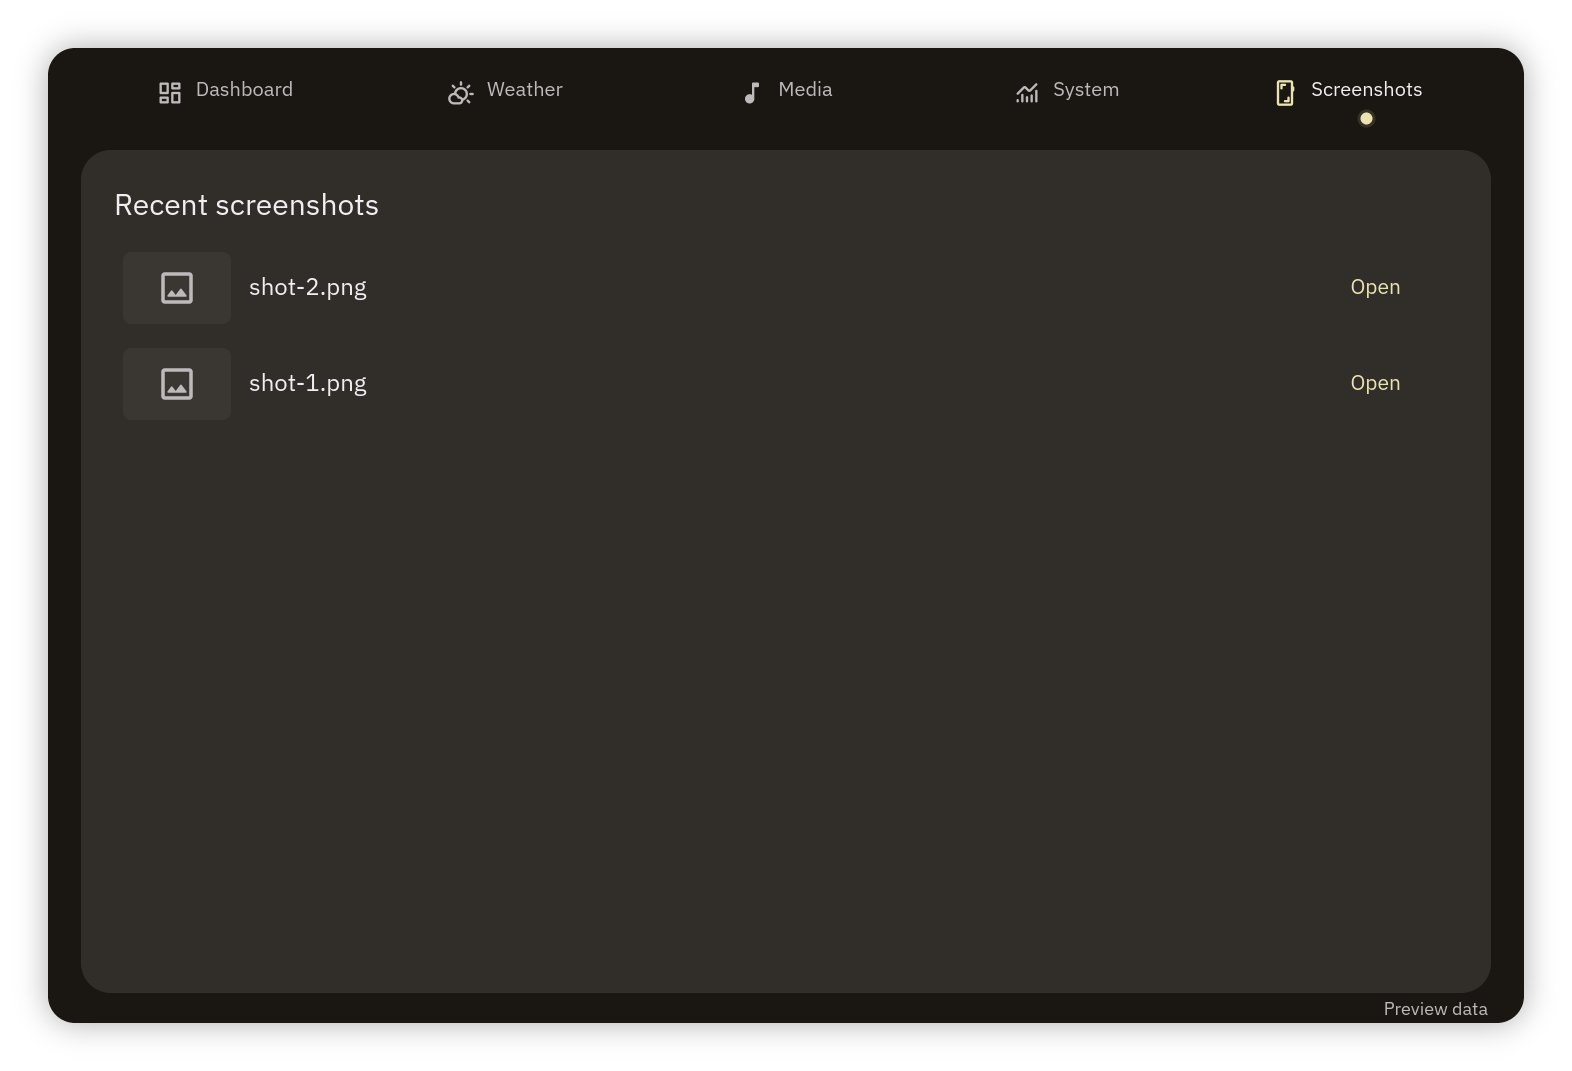 Dashboard
Weather
Media
System
Screenshots
Recent screenshots
shot-2.png
Open
shot-1.png
Open
Preview data